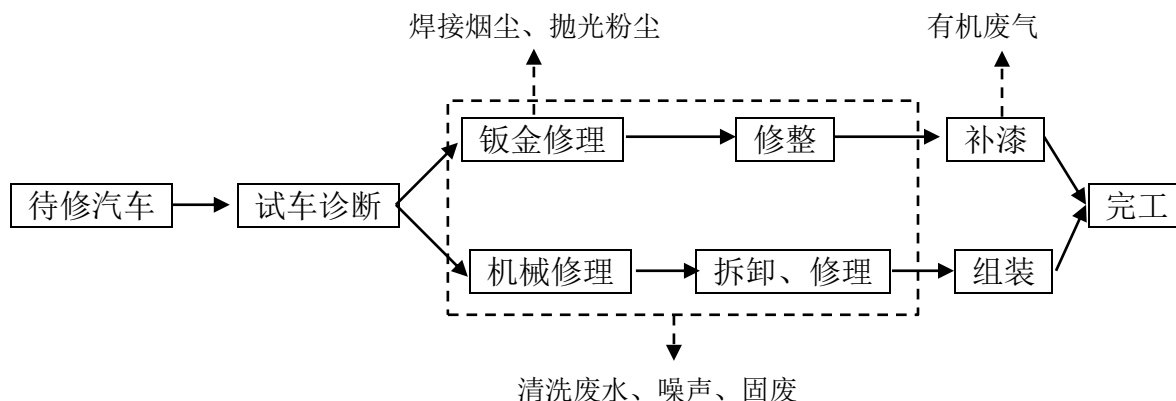 焊接烟尘、抛光粉尘
有机废气
钣金修理
修整
补漆
待修汽车
试车诊断
完工
机械修理
拆卸、修理
组装
清洗废水、噪声、固废